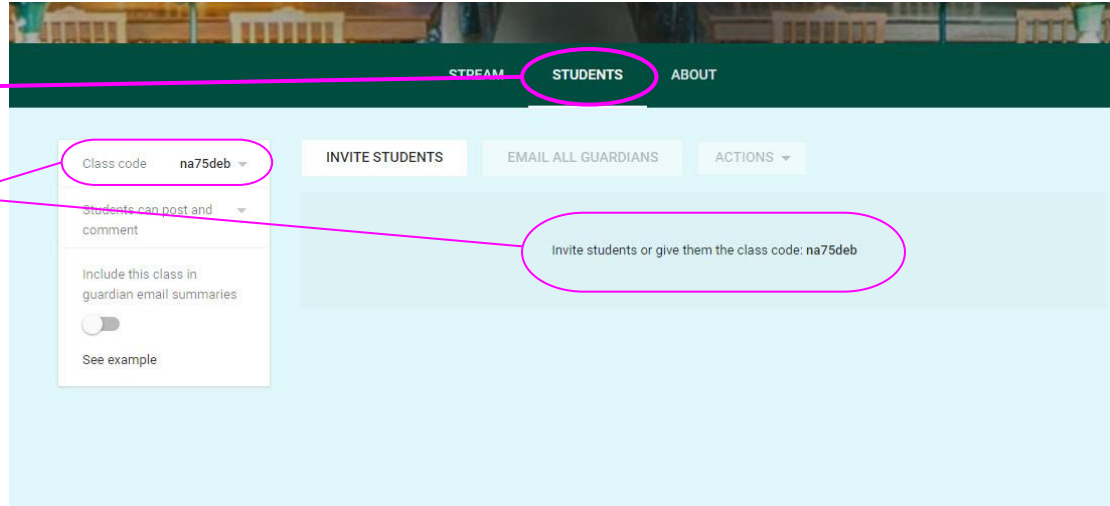 STREAM STUDENTS ABOUT
Class code na75deb
Students can post and
comment
Include this class in
guardian email summaries
See example
INVITE STUDENTS EMAIL ALL GUARDIANS ACTIONS
Invite students or give them the class code: na75deb